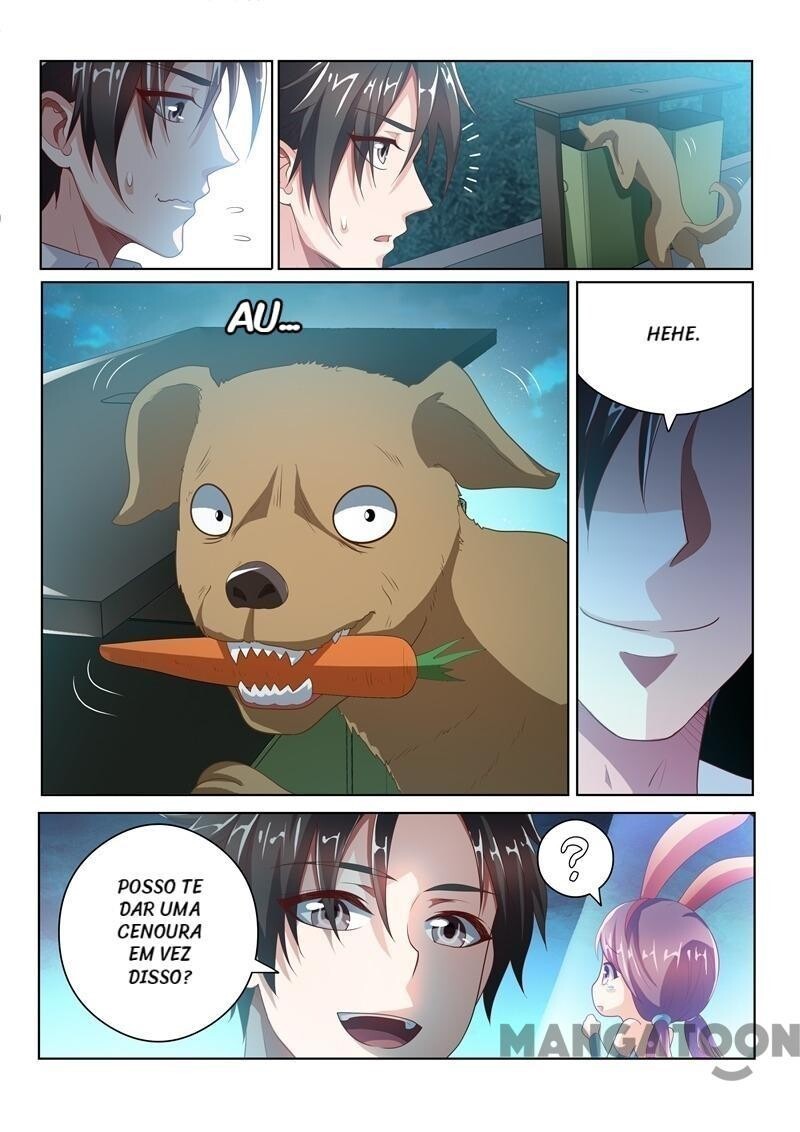 AU...
HEHE.
?
POSSO TE
DAR UMA
CENOURA
EM VEZ
DISSO?
MANGATOON